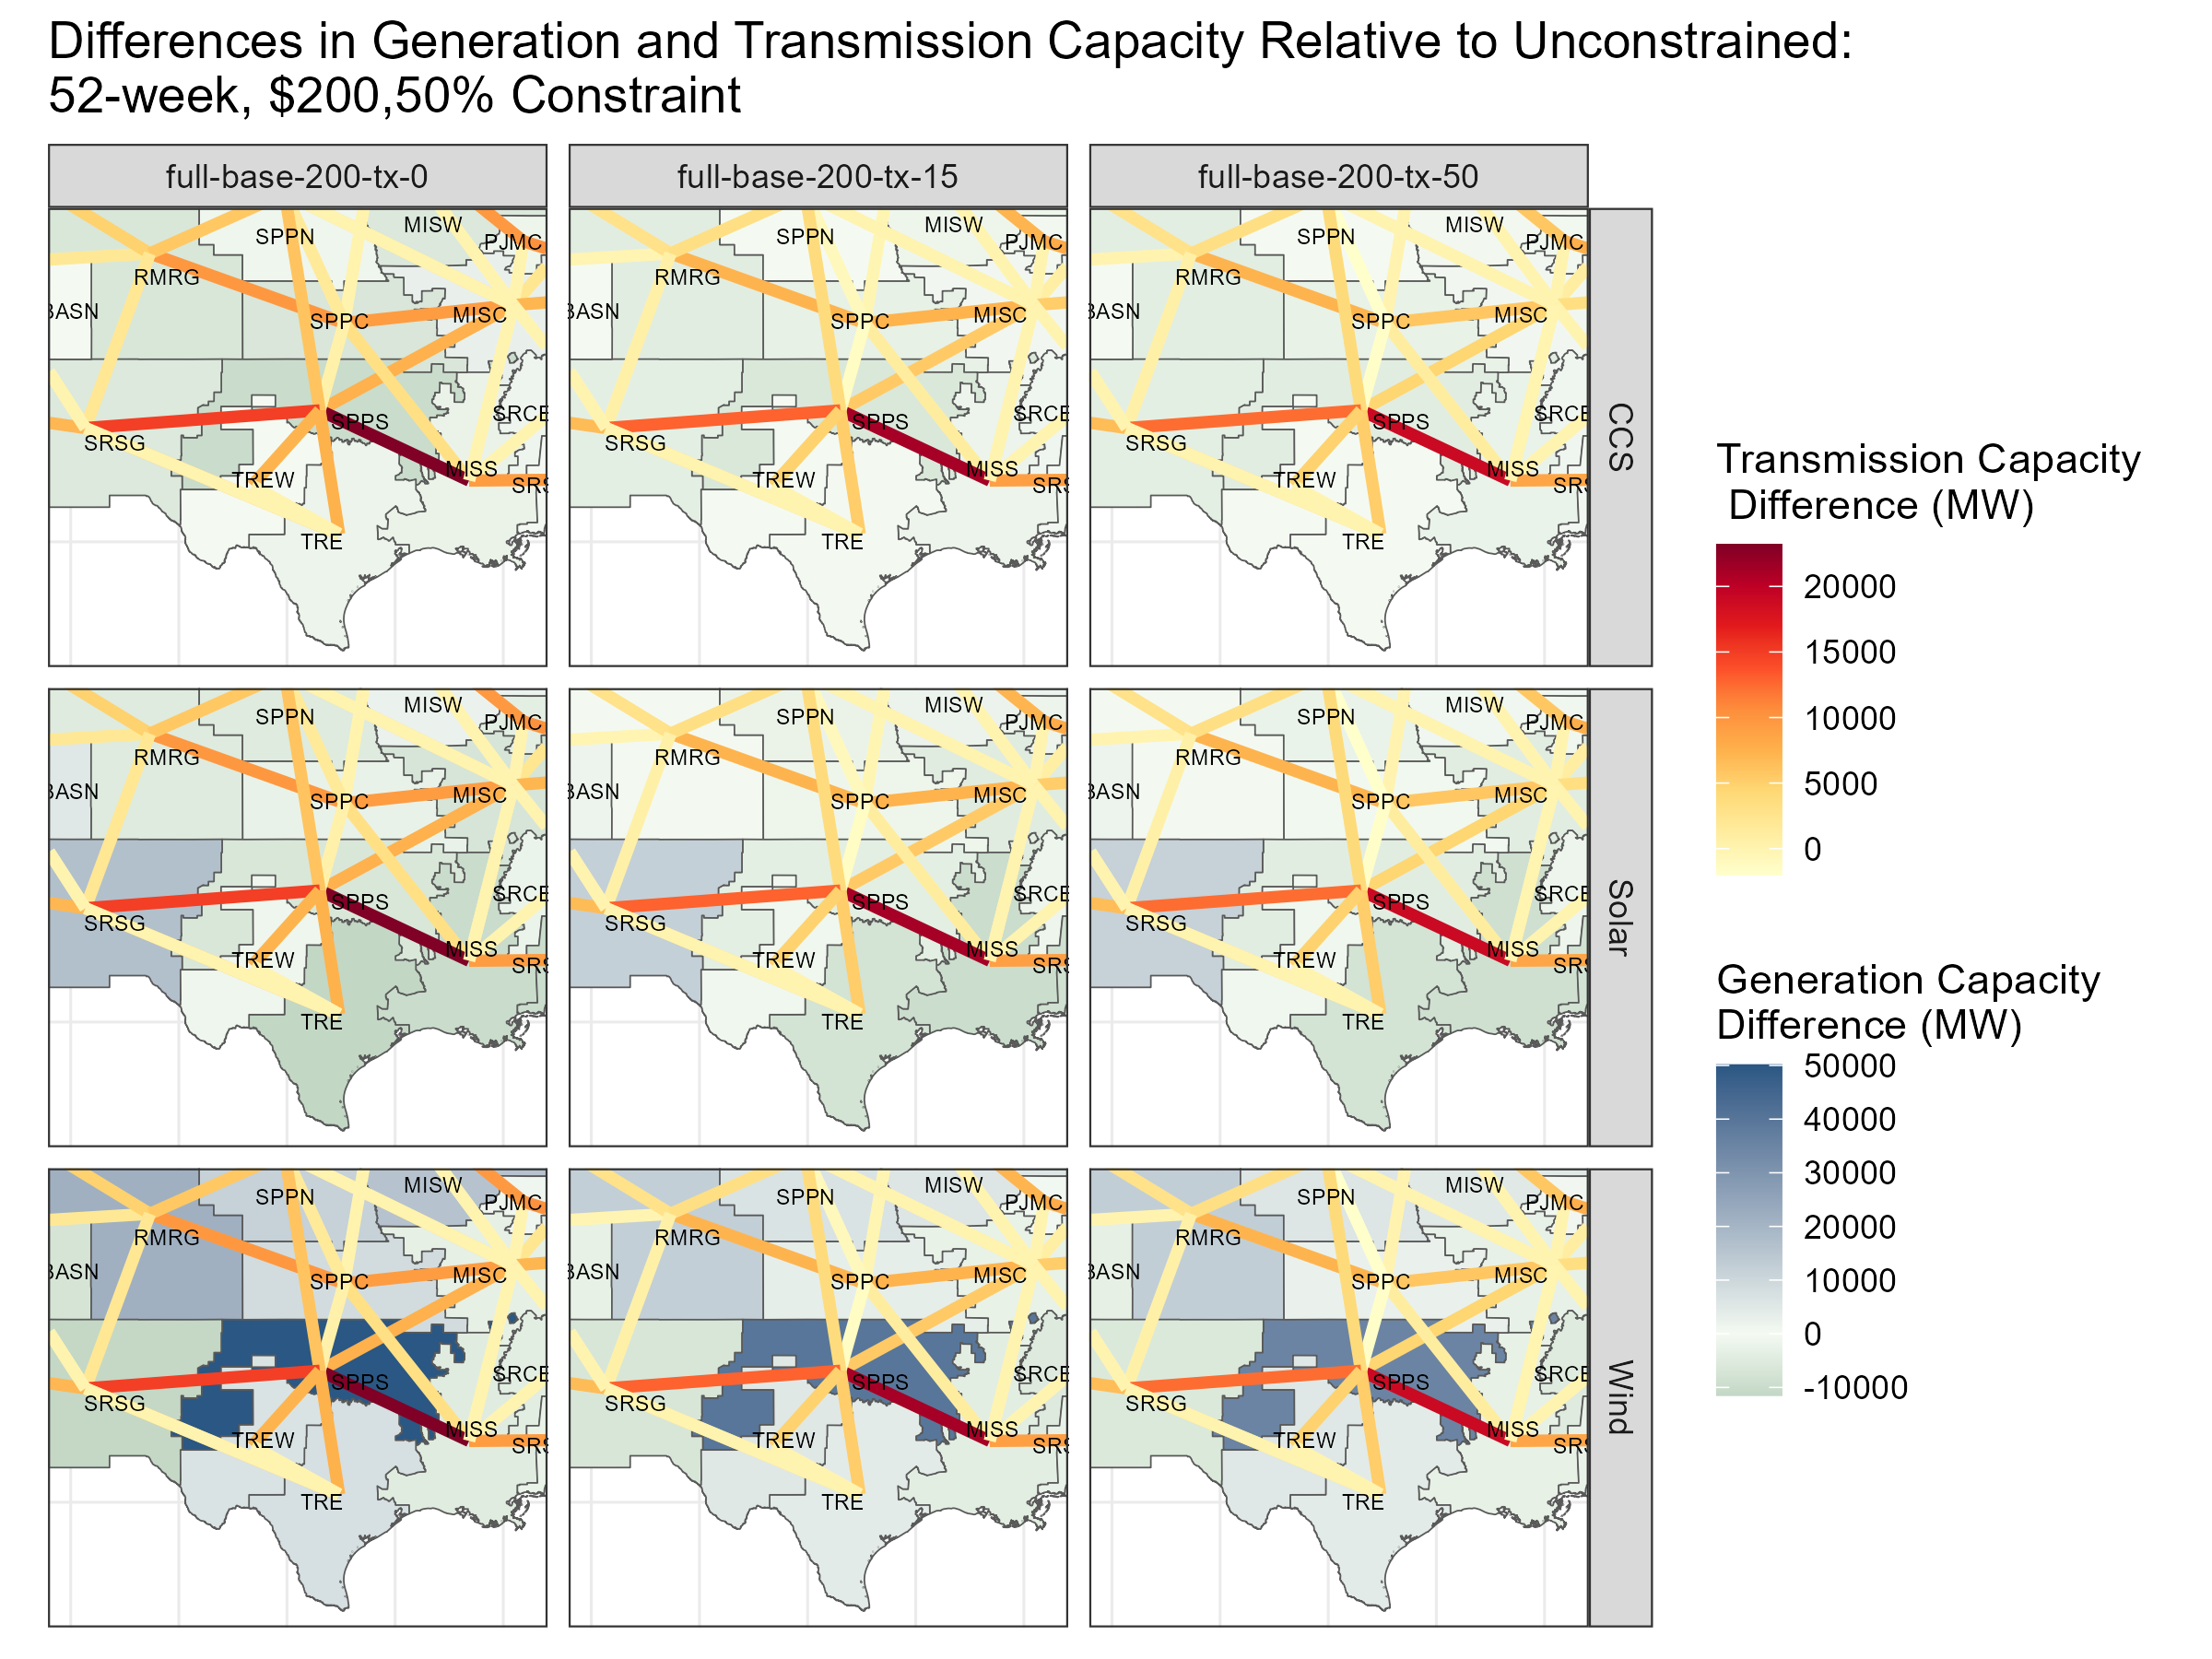 Differences in Generation and Transmission Capacity Relative to Unconstrained:
52-week, $200,50% Constraint
full-base-200-tx-0
full-base-200-tx-15
full-base-200-tx-50
SPPN
MISW
PJMC
RMRG
BASN
SPPC
MISC
SPPS
SRCE
SRSG
TREW
MISS
SRS
TRE
SPPN
MISW
PJMC
RMRG
BASN
SPPC
MISC
SPPS
SRCE
SRSG
TREW
MISS
SRS
TRE
SPPN
MISW
PJMC
RMRG
BASN
SPPC
MISC
SPPS
SRCE
SRSG
TREW
MISS
SRS
TRE
CCS
SPPN
MISW
PJMC
RMRG
BASN
SPPC
MISC
SPPS
SRCE
SRSG
TREW
MISS
SRS
TRE
SPPN
MISW
PJMC
RMRG
BASN
SPPC
MISC
SPPS
SRCE
SRSG
TREW
MISS
SRS
TRE
SPPN
MISW
PJMC
RMRG
BASN
SPPC
MISC
SPPS
SRCE
SRSG
TREW
MISS
SRS
TRE
Solar
SPPN
MISW
PJMC
RMRG
BASN
SPPC
MISC
SPPS
SRCE
SRSG
TREW
MISS
SRS
TRE
SPPN
MISW
PJMC
RMRG
BASN
SPPC
MISC
SPPS
SRCE
SRSG
TREW
MISS
SRS
TRE
SPPN
MISW
PJMC
RMRG
BASN
SPPC
MISC
SPPS
SRCE
SRSG
TREW
MISS
SRS
TRE
Wind
Transmission Capacity
Difference (MW)
20000
15000
10000
5000
0
Generation Capacity
Difference (MW)
50000
40000
30000
20000
10000
0
-10000